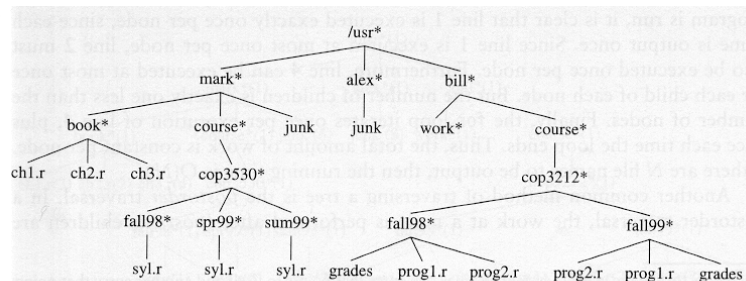 /usr*
mark* alex* bill*
book* course* junk junk work* course*
ch1.r ch2.r ch3.r cop3530* cop3212*
fall98* spr99* sum99* fall98* fall99*
syl.r syl.r syl.r grades prog1.r prog2.r prog2.r prog1.r grades